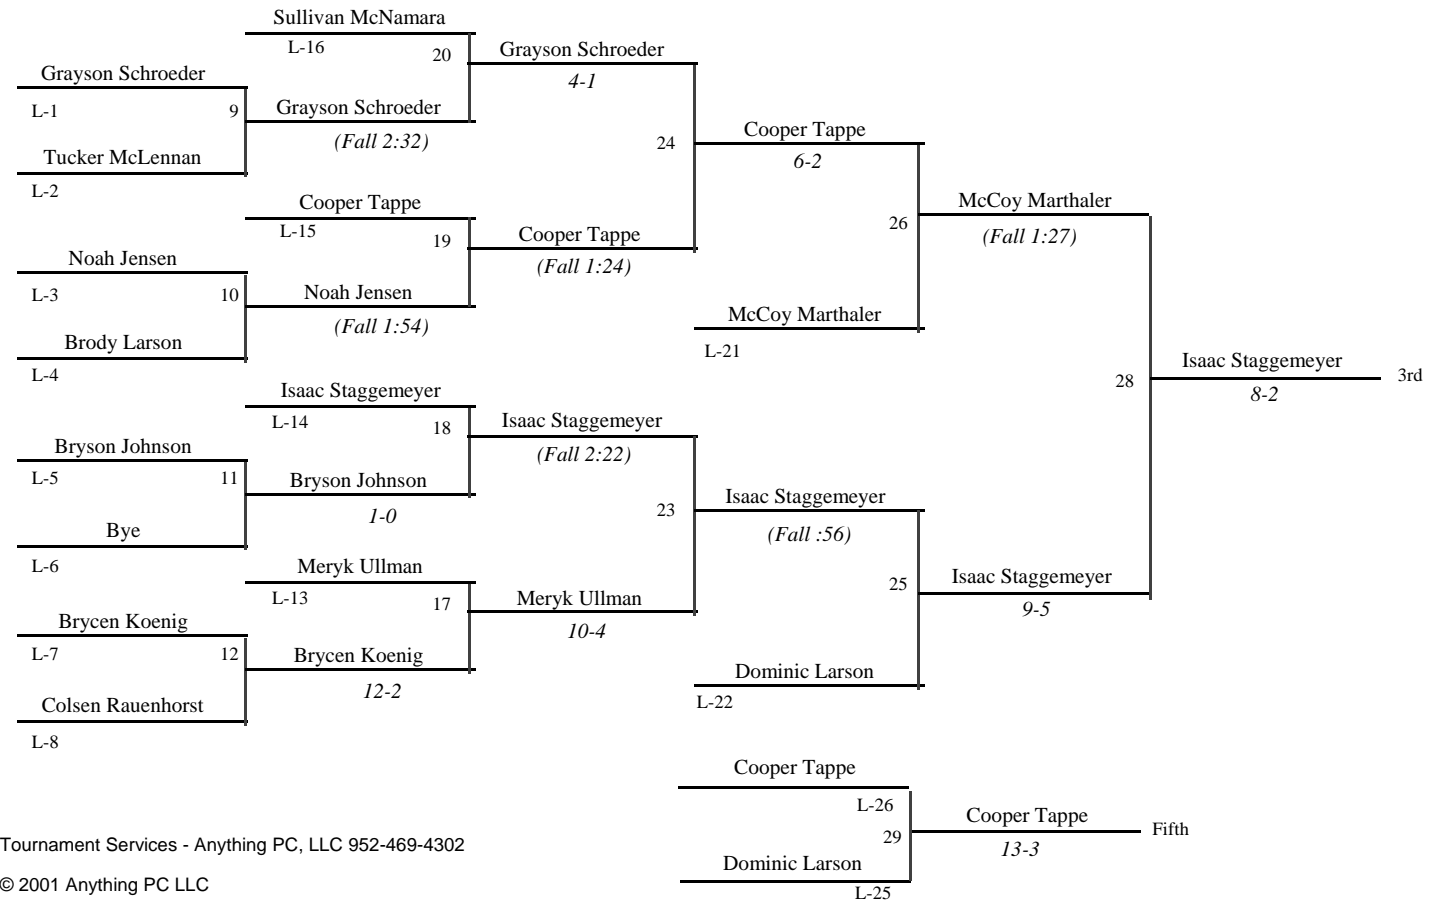 Sullivan McNamara
L-16
20
Grayson Schroeder
4-1
Grayson Schroeder
L-1
9
Grayson Schroeder
(Fall 2:32)
Tucker McLennan
L-2
24
Cooper Tappe
6-2
Cooper Tappe
L-15
19
Cooper Tappe
(Fall 1:24)
26
McCoy Marthaler
(Fall 1:27)
Noah Jensen
L-3
10
Noah Jensen
(Fall 1:54)
Brody Larson
L-4
McCoy Marthaler
L-21
28
Isaac Staggemeyer
8-2
3rd
Isaac Staggemeyer
L-14
18
Isaac Staggemeyer
(Fall 2:22)
Bryson Johnson
L-5
11
Bryson Johnson
1-0
Bye
L-6
23
Isaac Staggemeyer
(Fall :56)
Meryk Ullman
L-13
17
Meryk Ullman
10-4
25
Isaac Staggemeyer
9-5
Brycen Koenig
L-7
12
Brycen Koenig
12-2
Colsen Rauenhorst
L-8
Dominic Larson
L-22
Cooper Tappe
L-26
29
Cooper Tappe
13-3
Fifth
Dominic Larson
L-25
Tournament Services - Anything PC, LLC 952-469-4302
© 2001 Anything PC LLC